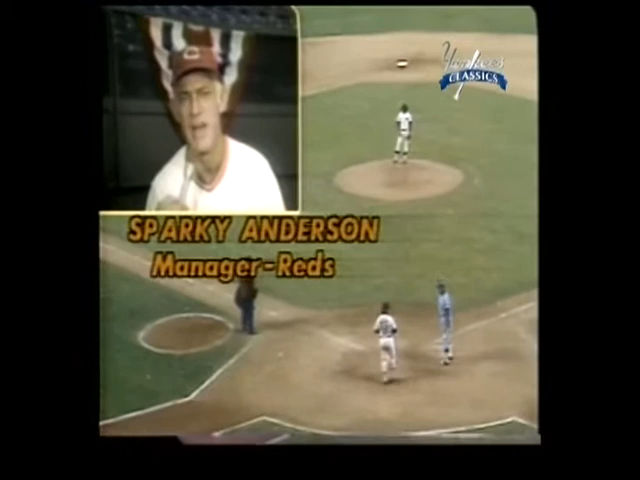 Yankees
CLASSICS
C
SPARKY ANDERSON
Manager-Reds